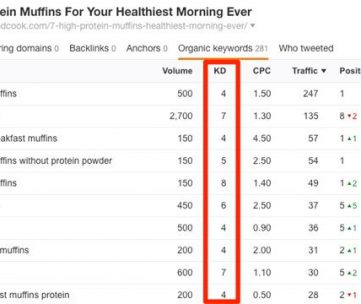 ein Muffins For Your Healthiest Morning Ever
ndcook.com/7-high-protein-muffins-healthiest-morning-ever/
ring domains 0 Backlinks 0 Anchors 0 Organic keywords 281 Who tweeted
Volume KD CPC Traffic Posit
ffins 500 4 1.50 247 1
2,700 7 1.30 135 8 2
akfast muffins 150 4 4.50 57 1 1
ffins without protein powder 150 5 2.50 54 1
ffins 150 8 1.40 49 1 2
450 6 2.50 37 5 5
500 4 0.90 36 5 1
muffins 200 4 2.00 31 2 1
600 7 1.10 30 5 2
st muffins protein 200 4 0.50 28 2 1